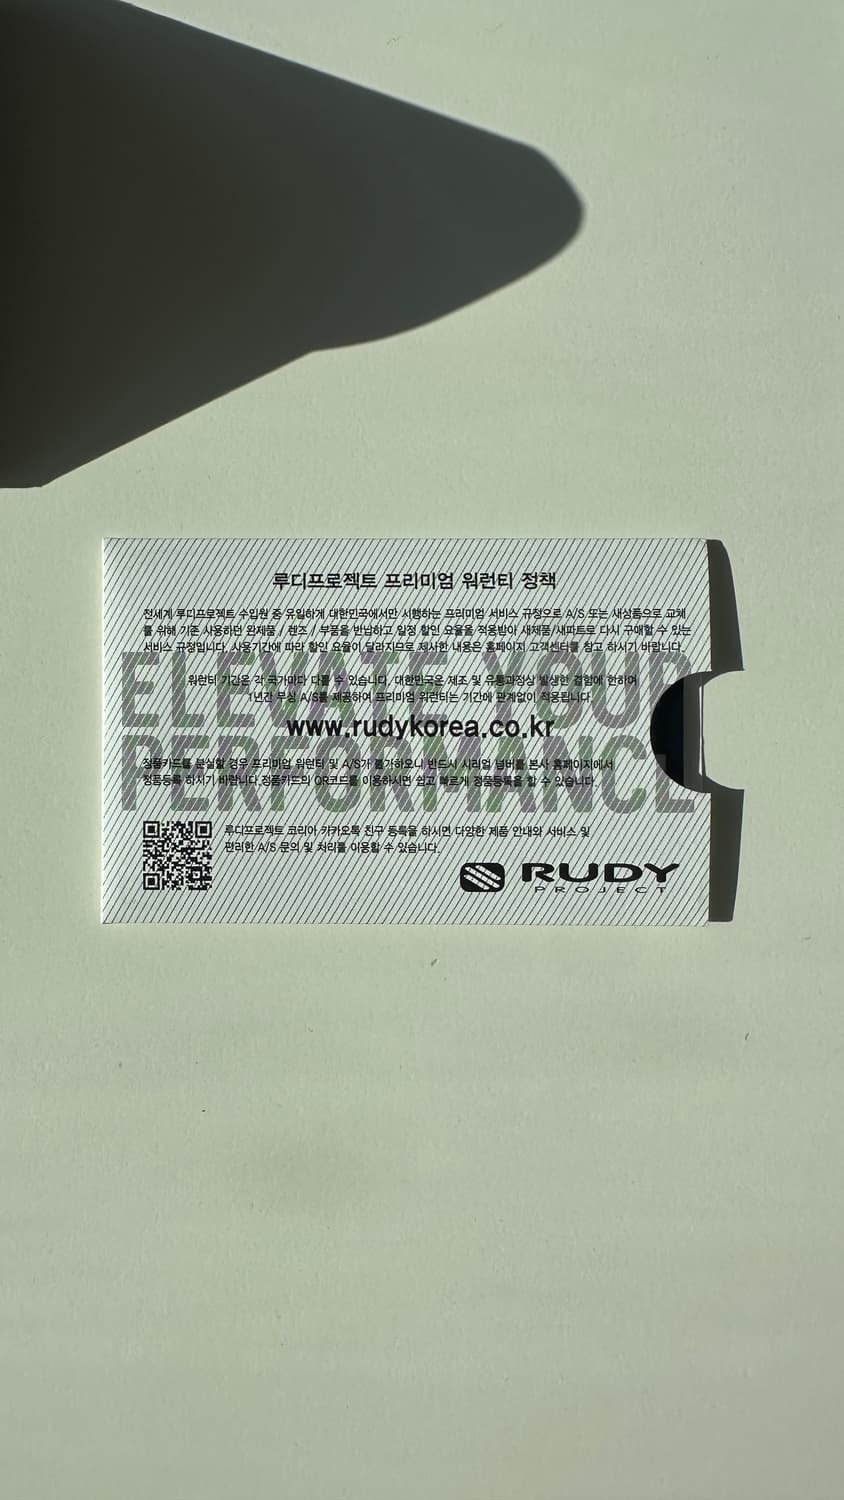 루디프로젝트 프리미엄 워런티 정책
전세계 루디프로젝트 수입원 중 유일하게 대한민국에서만 시행하는 프리미엄 서비스 규정으로 A/S 또는 새상품으로 교체
를 위해 기존 사용하던 완제품 / 렌즈 / 부품을 반납하고 일정 할인 요율을 적용받아 새제품/새파트로 다시 구매할 수 있는
서비스 규정입니다. 사용기간에 따라 할인 요율이 달라지므로 제사한 내용은 홈페이지 고객센터를 참고 하시기 바랍니다.
ELEVATE YOUR
워런티 기간은 각 국가마다 다를 수 있습니다. 대한민국은 제조 및 유통과정상 발생한 결함에 한하여
1년간 무상 A/S를 제공하며 프리미엄 워런티는 기간에 관계없이 적용됩니다.
www.rudykorea.co.kr
PERFORMANCE
정품카드를 분실할 경우 프리미엄 워런티 및 A/S가 불가하오니 반드시 시리얼 넘버를 본사 홈페이지에서
정품등록 하시기 바랍니다. 정품카드의 QR코드를 이용하시면 쉽고 빠르게 정품등록을 할 수 있습니다.
루디프로젝트 코리아 카카오톡 친구 등록을 하시면 다양한 제품 안내와 서비스 및
편리한 A/S 문의 및 처리를 이용할 수 있습니다.
RUDY
PROJECT